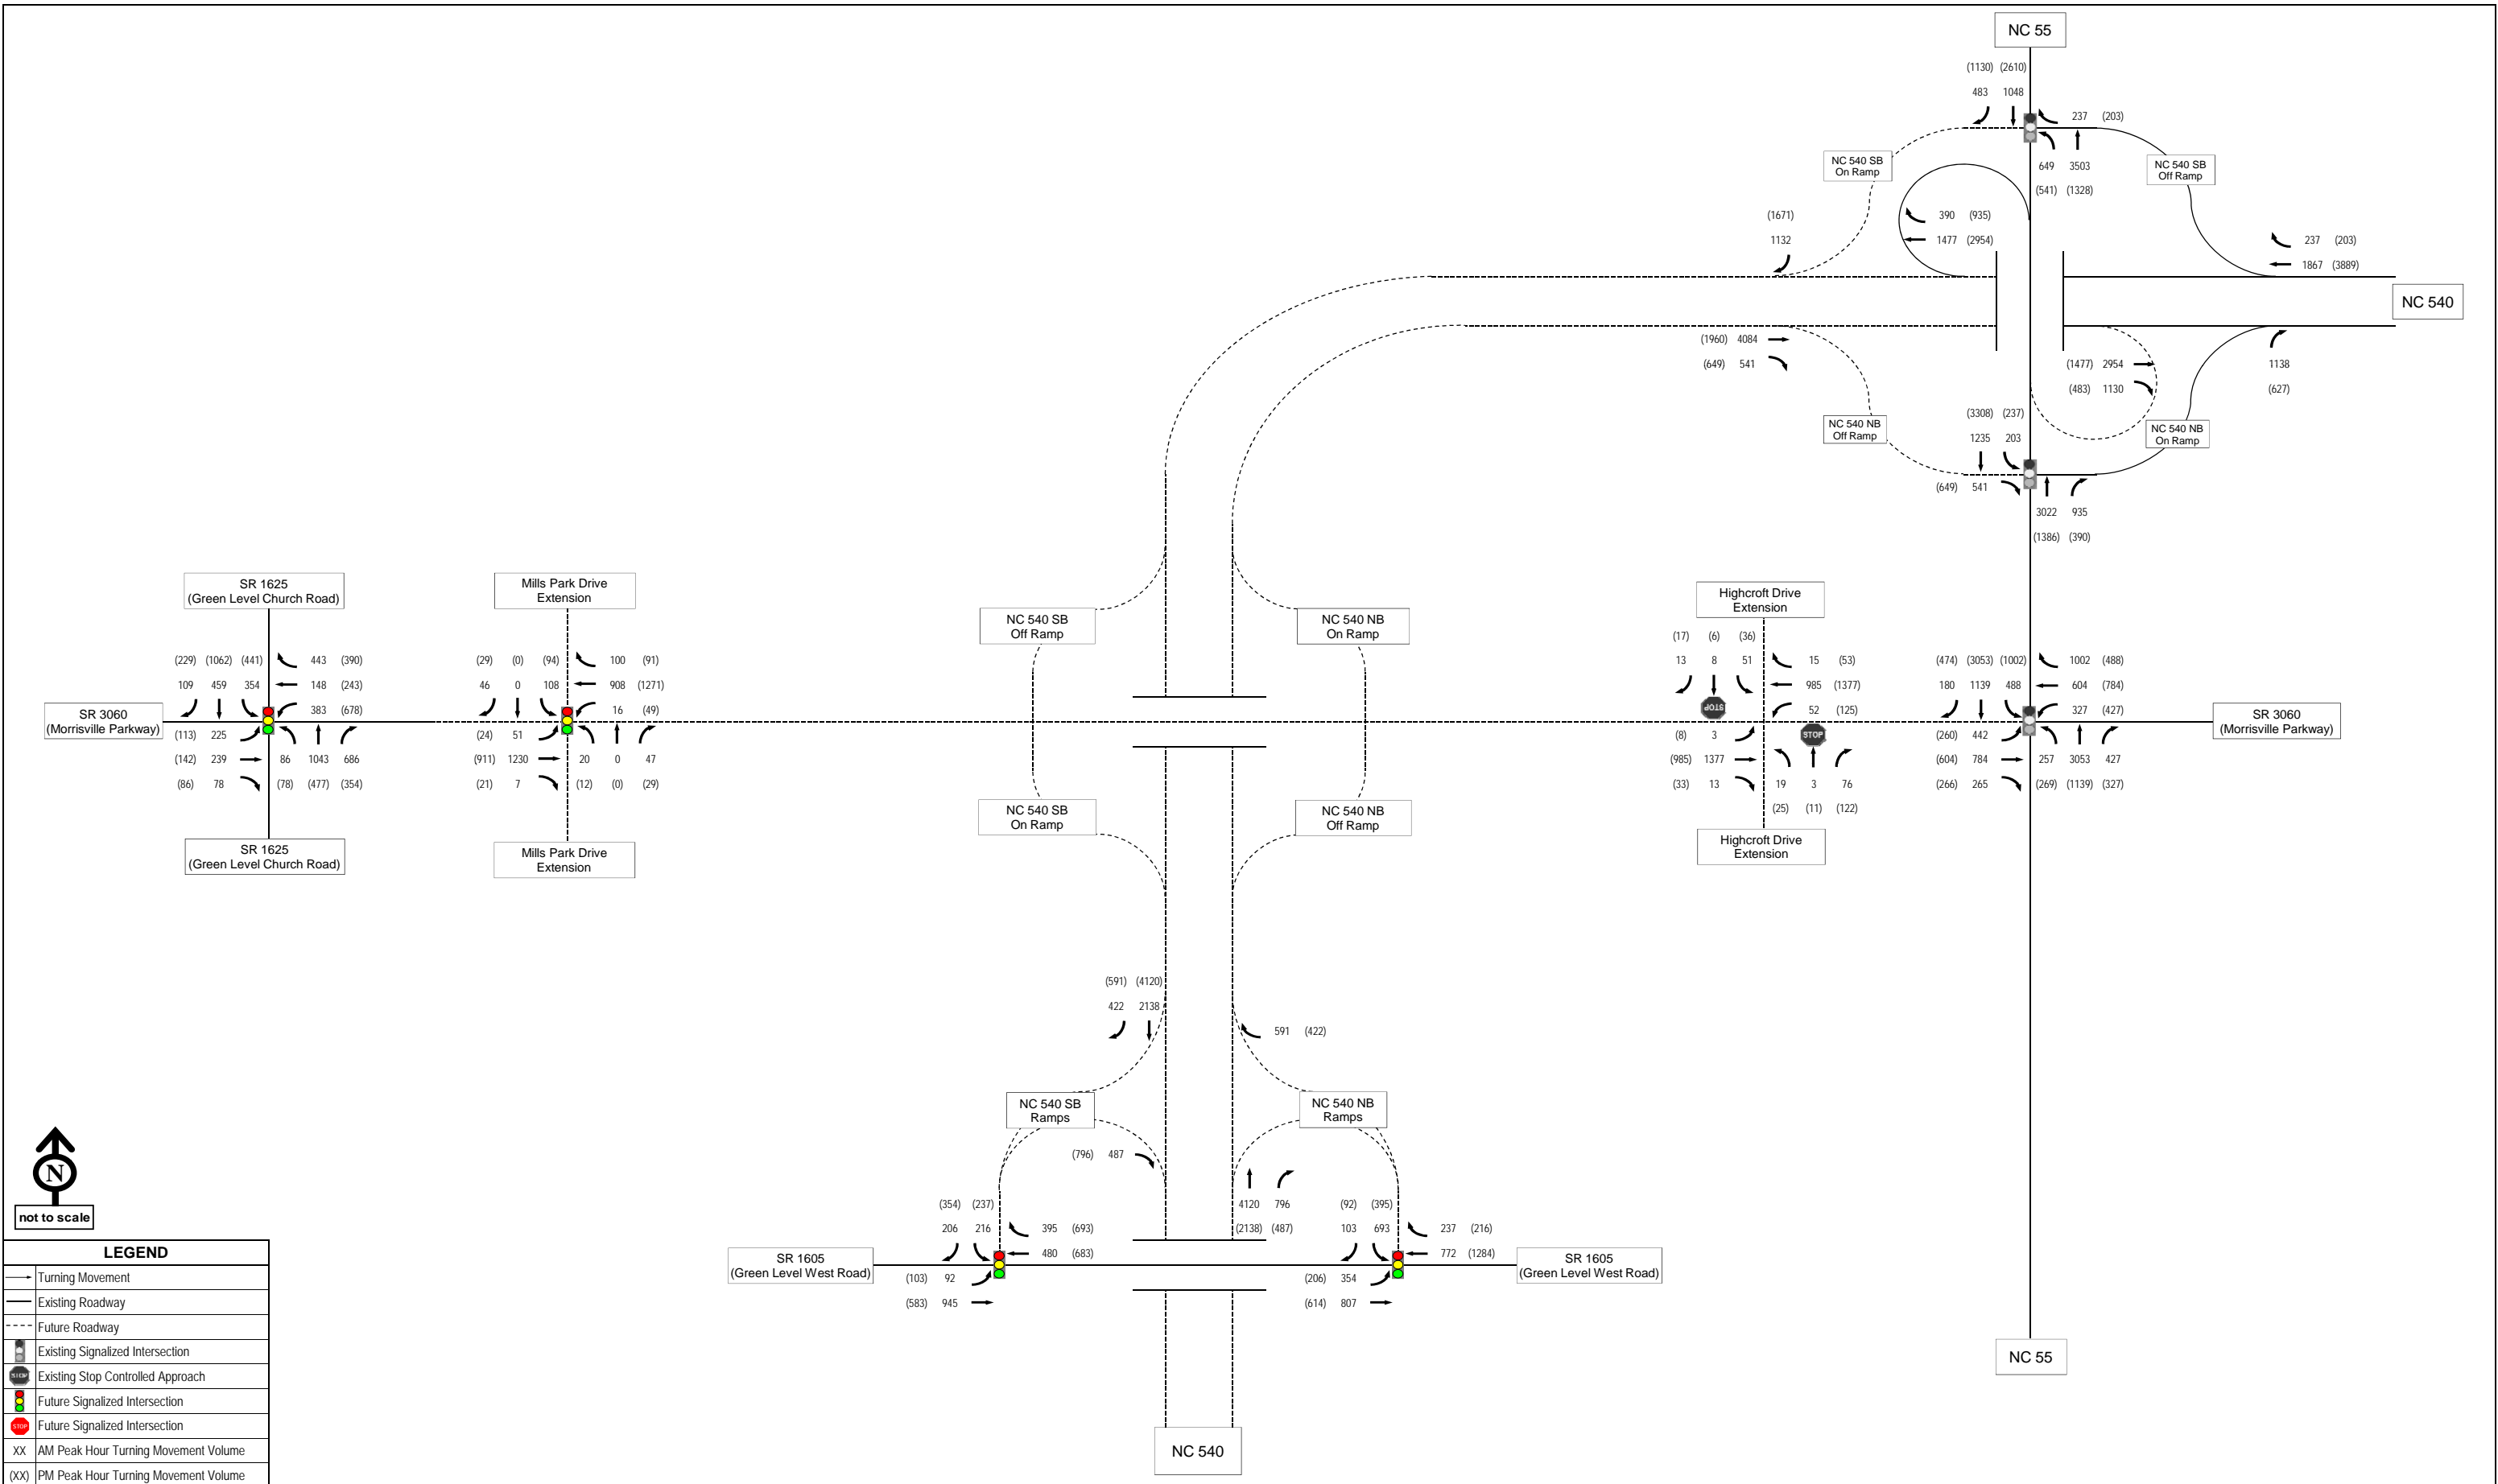 NC 55
(1130) (2610)
483 1048
237 (203)
649 3503
(541) (1328)
NC 540 SB
On Ramp
NC 540 SB
Off Ramp
390 (935)
1477 (2954)
(1671)
1132
237 (203)
1867 (3889)
NC 540
(1960) 4084
(649) 541
(1477) 2954
(483) 1130
1138
(627)
NC 540 NB
Off Ramp
NC 540 NB
On Ramp
(3308) (237)
1235 203
(649) 541
3022 935
(1386) (390)
SR 1625
(Green Level Church Road)
(229) (1062) (441)
109 459 354
443 (390)
148 (243)
383 (678)
SR 3060
(Morrisville Parkway)
(113) 225
(142) 239
(86) 78
86 1043 686
(78) (477) (354)
SR 1625
(Green Level Church Road)
Mills Park Drive
Extension
(29) (0) (94)
46 0 108
100 (91)
908 (1271)
16 (49)
(24) 51
(911) 1230
(21) 7
20 0 47
(12) (0) (29)
Mills Park Drive
Extension
NC 540 SB
Off Ramp
NC 540 NB
On Ramp
NC 540 SB
On Ramp
NC 540 NB
Off Ramp
Highcroft Drive
Extension
(17) (6) (36)
13 8 51
15 (53)
985 (1377)
52 (125)
STOP
STOP
(8) 3
(985) 1377
(33) 13
19 3 76
(25) (11) (122)
Highcroft Drive
Extension
(474) (3053) (1002)
180 1139 488
1002 (488)
604 (784)
327 (427)
SR 3060
(Morrisville Parkway)
(260) 442
(604) 784
(266) 265
257 3053 427
(269) (1139) (327)
(591) (4120)
422 2138
591 (422)
NC 540 SB
Ramps
NC 540 NB
Ramps
(796) 487
4120 796
(2138) (487)
(354) (237)
206 216
395 (693)
480 (683)
SR 1605
(Green Level West Road)
(103) 92
(583) 945
(92) (395)
103 693
237 (216)
772 (1284)
(206) 354
(614) 807
SR 1605
(Green Level West Road)
NC 55
NC 540
N
not to scale
LEGEND
Turning Movement
Existing Roadway
Future Roadway
Existing Signalized Intersection
STOP Existing Stop Controlled Approach
Future Signalized Intersection
STOP Future Signalized Intersection
XX AM Peak Hour Turning Movement Volume
(XX) PM Peak Hour Turning Movement Volume